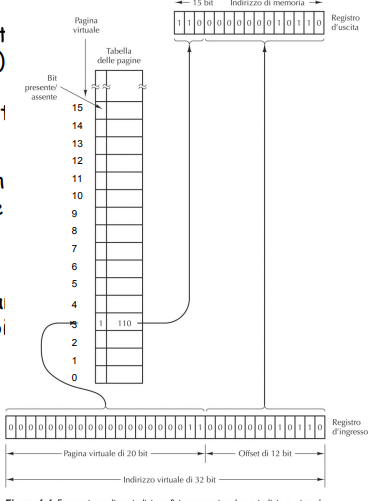 15 bit Indirizzo di memoria
1 1 0 0 0 0 0 0 0 0 1 0 1 1 0
Registro
d'uscita
Pagina
virtuale
Tabella
delle pagine
Bit
presente/
assente
15
14
13
12
11
10
9
8
7
6
5
4
3 1 110
2
1
0
0 0 0 0 0 0 0 0 0 0 0 0 0 0 0 0 0 0 1 1 0 0 0 0 0 0 0 1 0 1 1 0
Registro
d'ingresso
Pagina virtuale di 20 bit Offset di 12 bit
Indirizzo virtuale di 32 bit